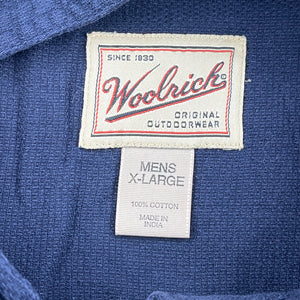 SINCE 1830
Woolrich®
ORIGINAL
OUTDOORWEAR
MENS
X-LARGE
100% COTTON
MADE IN
INDIA